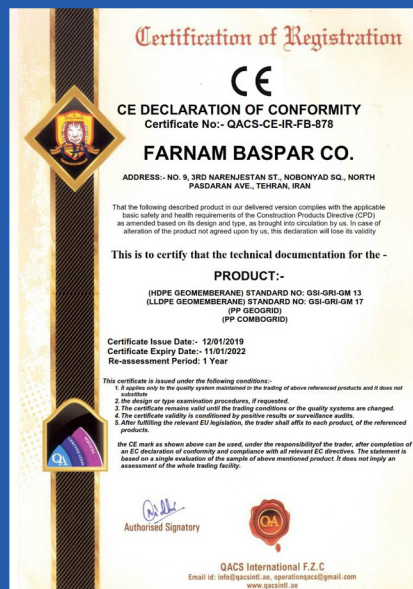 Certification of Registration
CE
CE DECLARATION OF CONFORMITY
Certificate No:- QACS-CE-IR-FB-878
FARNAM BASPAR CO.
ADDRESS:- NO. 9, 3RD NARENJESTAN ST., NOBONYAD SQ., NORTH
PASDARAN AVE., TEHRAN, IRAN
That the following described product in our delivered version complies with the applicable
basic safety and health requirements of the Construction Products Directive (CPD)
as amended based on its design and type, as brought into circulation by us. In case of
alteration of the product not agreed upon by us, this declaration will lose its validity
This is to certify that the technical documentation for the -
PRODUCT:-
(HDPE GEOMEMBERANE) STANDARD NO: GSI-GRI-GM 13
(LLDPE GEOMEMBERANE) STANDARD NO: GSI-GRI-GM 17
(PP GEOGRID)
(PP COMBOGRID)
Certificate Issue Date:- 12/01/2019
Certificate Expiry Date:- 11/01/2022
Re-assessment Period: 1 Year
This certificate is issued under the following conditions:-
1. It applies only to the quality system maintained in the trading of above referenced products and it does not
substitute
2. the design or type examination procedures, if requested.
3. The certificate remains valid until the trading conditions or the quality systems are changed.
4. The certificate validity is conditioned by positive results or surveillance audits.
5. After fulfilling the relevant EU legislation, the trader shall affix to each product, of the referenced
products.
the CE mark as shown above can be used, under the responsibilityof the trader, after completion of
an EC declaration of conformity and compliance with all relevant EC directives. The statement is
based on a single evaluation of the sample of above mentioned product. It does not imply an
assessment of the whole trading facility.
Authorised Signatory
QA
QA
QACS International F.Z.C
Email id: info@qacsintl.ae, operationqacs@gmail.com
www.qacsintl.ae